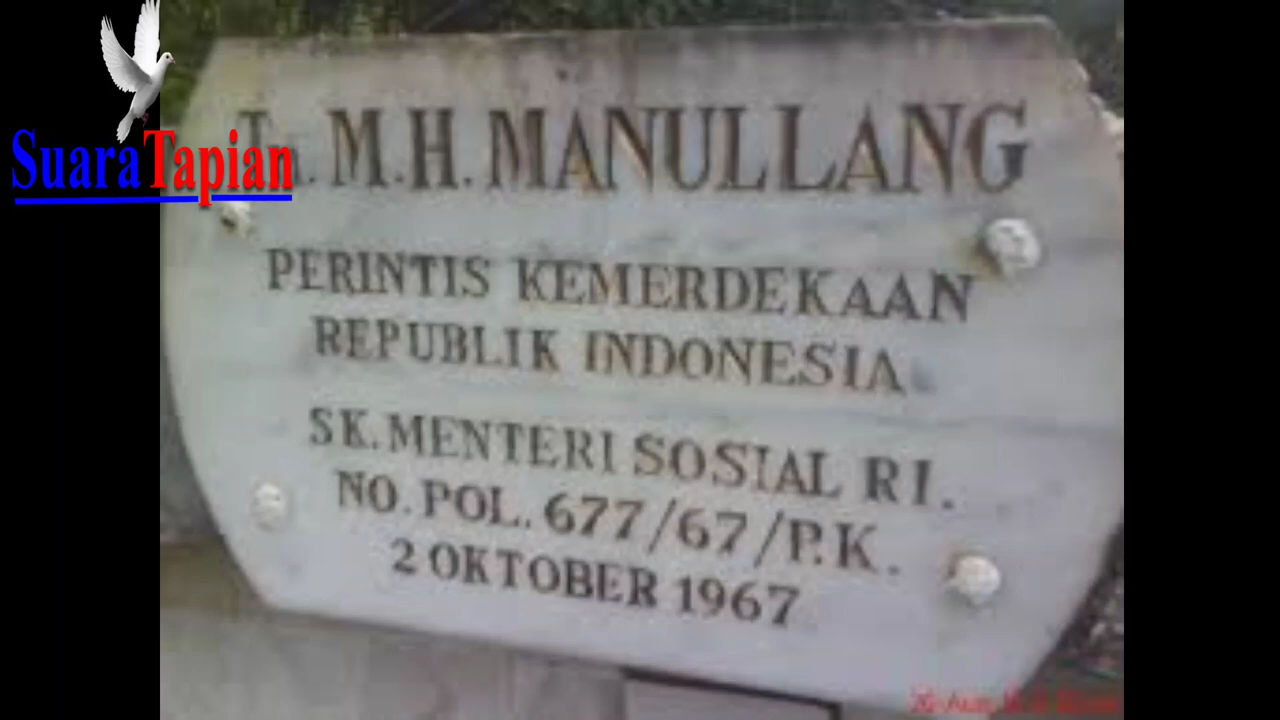 SuaraTapian
M.H. MANULLANG
PERINTIS KEMERDEKAAN
REPUBLIK INDONESIA
SK. MENTERI SOSIAL RI.
NO. POL. 677/67/P.K.
2 OKTOBER 1967